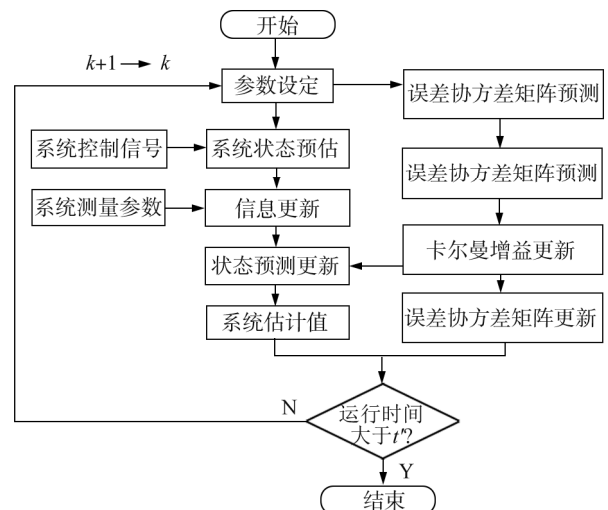 开始
k+1 → k
参数设定
误差协方差矩阵预测
系统控制信号
系统状态预估
误差协方差矩阵预测
系统测量参数
信息更新
状态预测更新
卡尔曼增益更新
系统估计值
误差协方差矩阵更新
N
运行时间
大于t′?
Y
结束